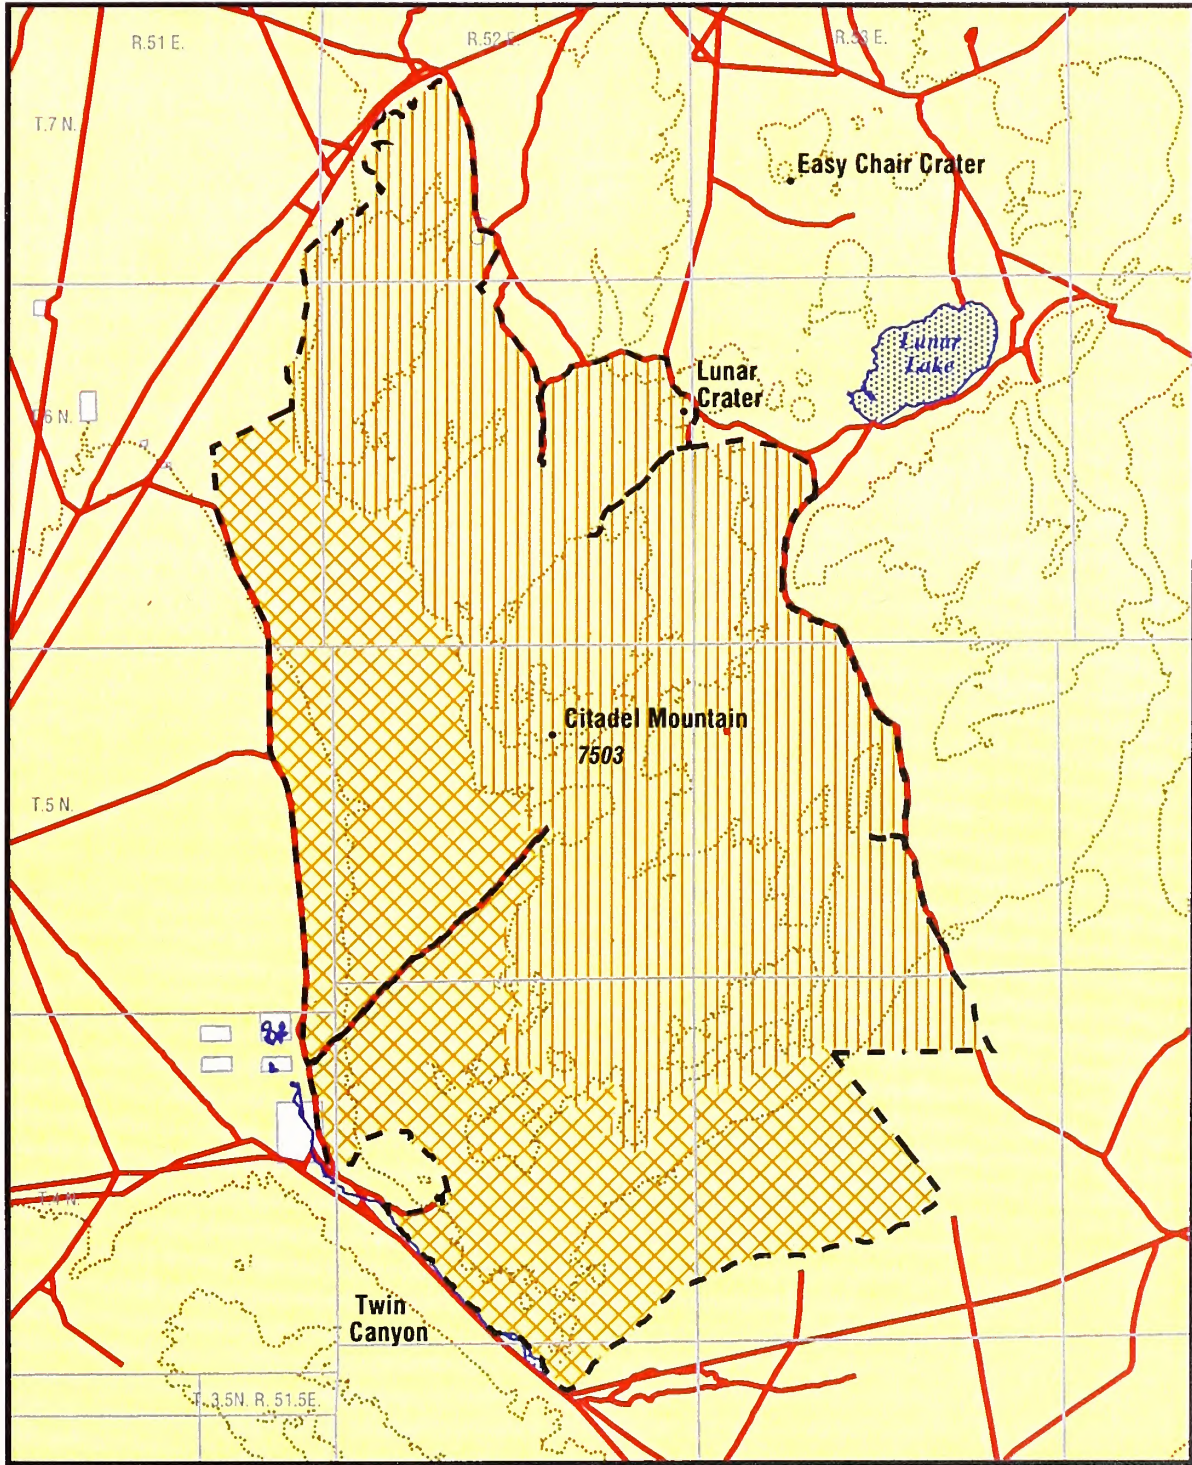 R.51 E.
R.52 E.
R.53 E.
T.7 N.
Easy Chair Crater
Lunar
Lake
Lunar
Crater
T.6 N.
Citadel Mountain
7503
T.5 N.
T.4 N.
Twin
Canyon
T. 3.5N. R. 51.5E.